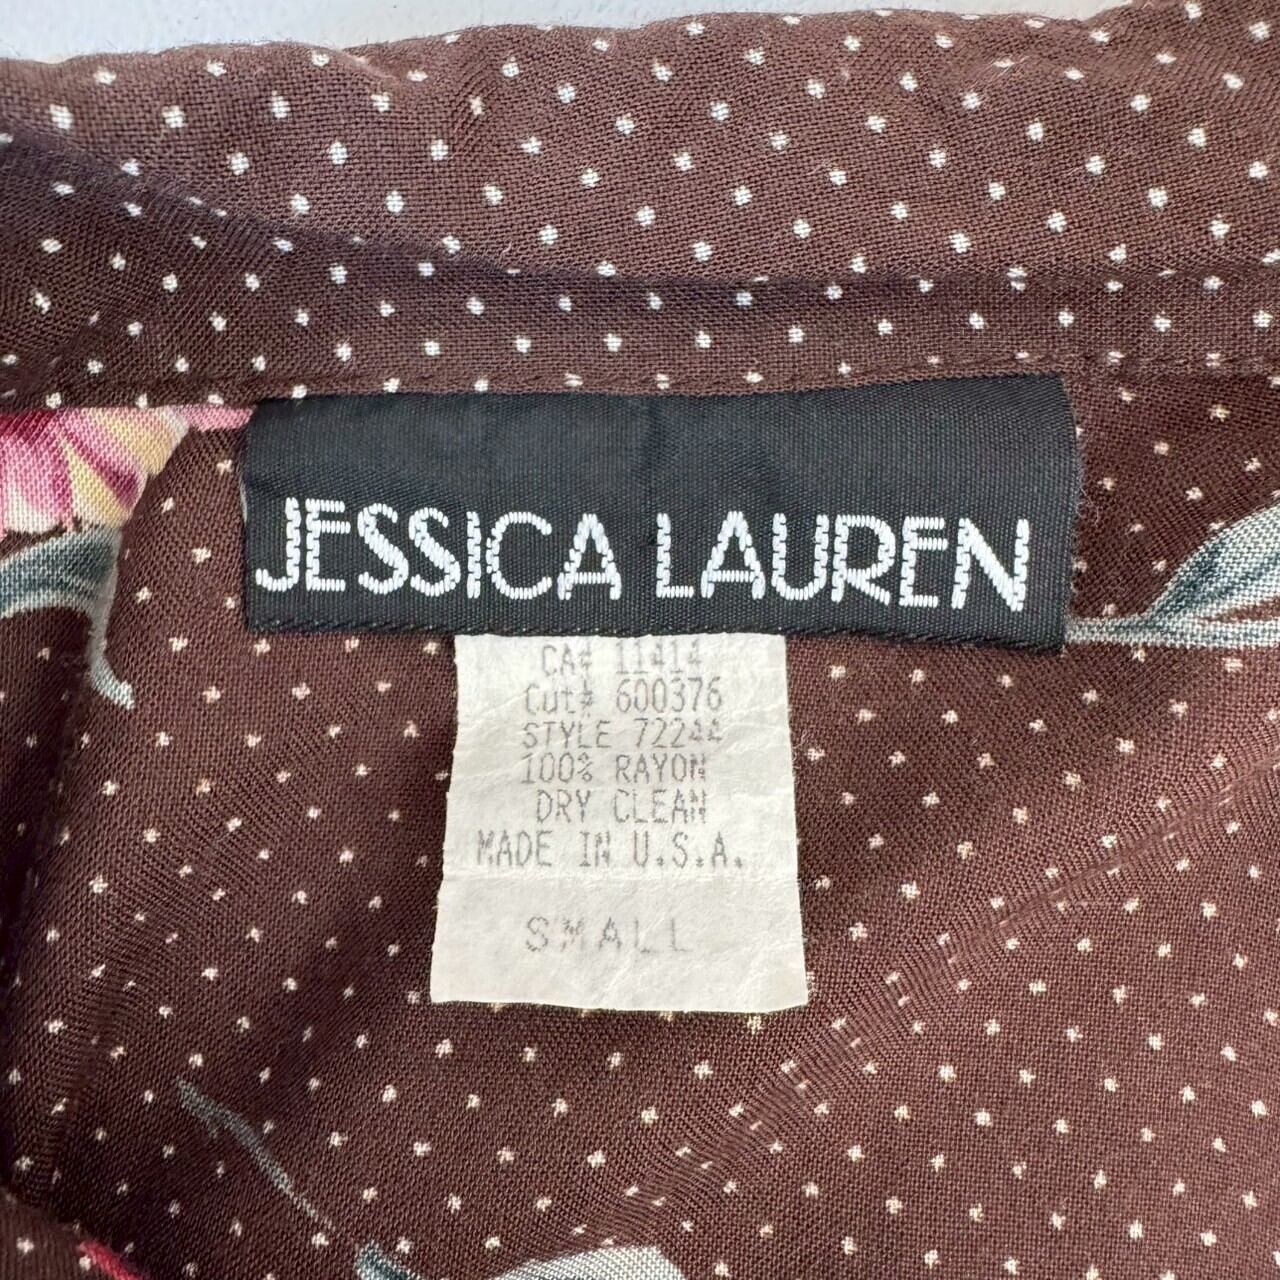 JESSICA LAUREN
CA# 11414
Cut# 600376
STYLE 72244
100% RAYON
DRY CLEAN
MADE IN U.S.A.
SMALL